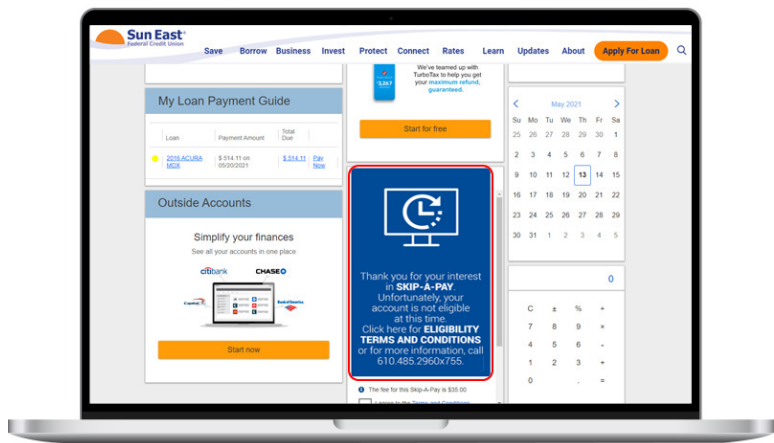 Sun East
Federal Credit Union
Save Borrow Business Invest Protect Connect Rates Learn Updates About Apply For Loan
We've teamed up with
TurboTax to help you get
your maximum refund,
guaranteed.
Start for free
My Loan Payment Guide
Loan Payment Amount Total Due
2016 ACURA MDX $ 514.11 on 05/20/2021 $ 514.11 Pay Now
Outside Accounts
Simplify your finances
See all your accounts in one place
citibank CHASE
Start now
Thank you for your interest
in SKIP-A-PAY.
Unfortunately, your
account is not eligible
at this time.
Click here for ELIGIBILITY
TERMS AND CONDITIONS
or for more information, call
610.485.2960x755.
The fee for this Skip-A-Pay is $35.00
I agree to the Terms and Conditions
May 2021
Su Mo Tu We Th Fr Sa
25 26 27 28 29 30 1
2 3 4 5 6 7 8
9 10 11 12 13 14 15
16 17 18 19 20 21 22
23 24 25 26 27 28 29
30 31 1 2 3 4 5
0
C ± % ÷
7 8 9 ×
4 5 6 -
1 2 3 +
0 . =